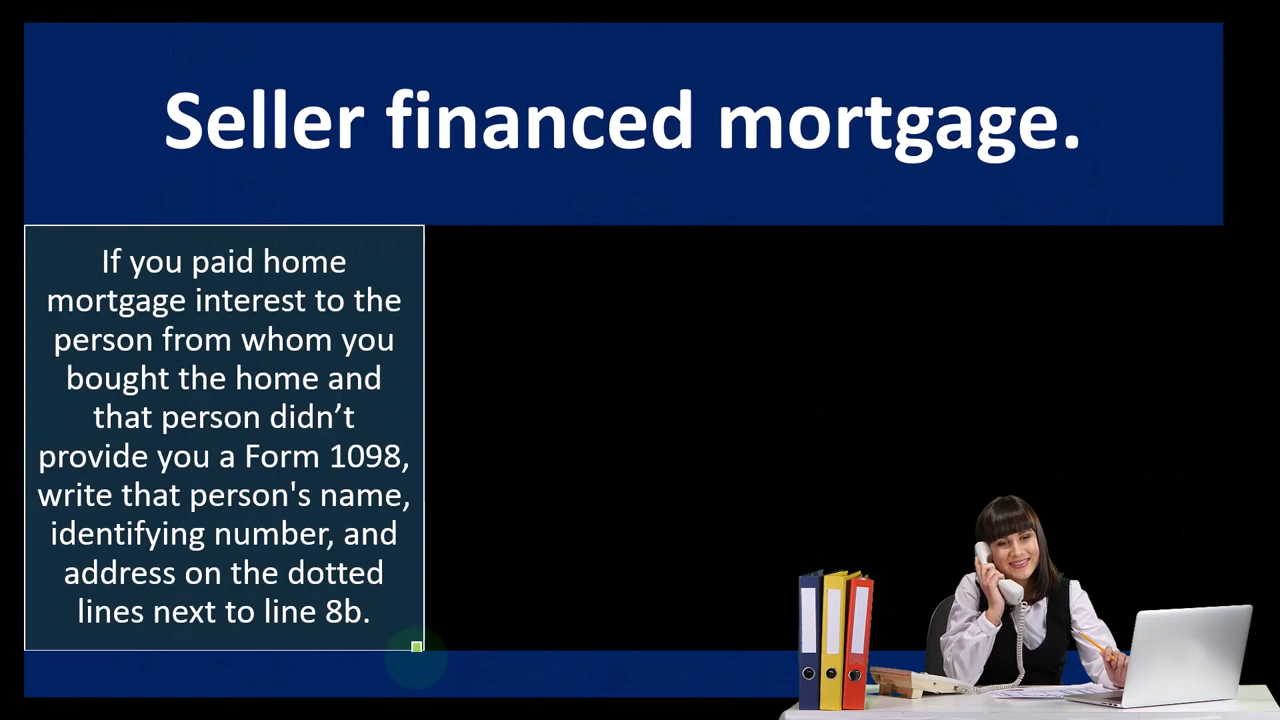 Seller financed mortgage.
If you paid home
mortgage interest to the
person from whom you
bought the home and
that person didn’t
provide you a Form 1098,
write that person's name,
identifying number, and
address on the dotted
lines next to line 8b.